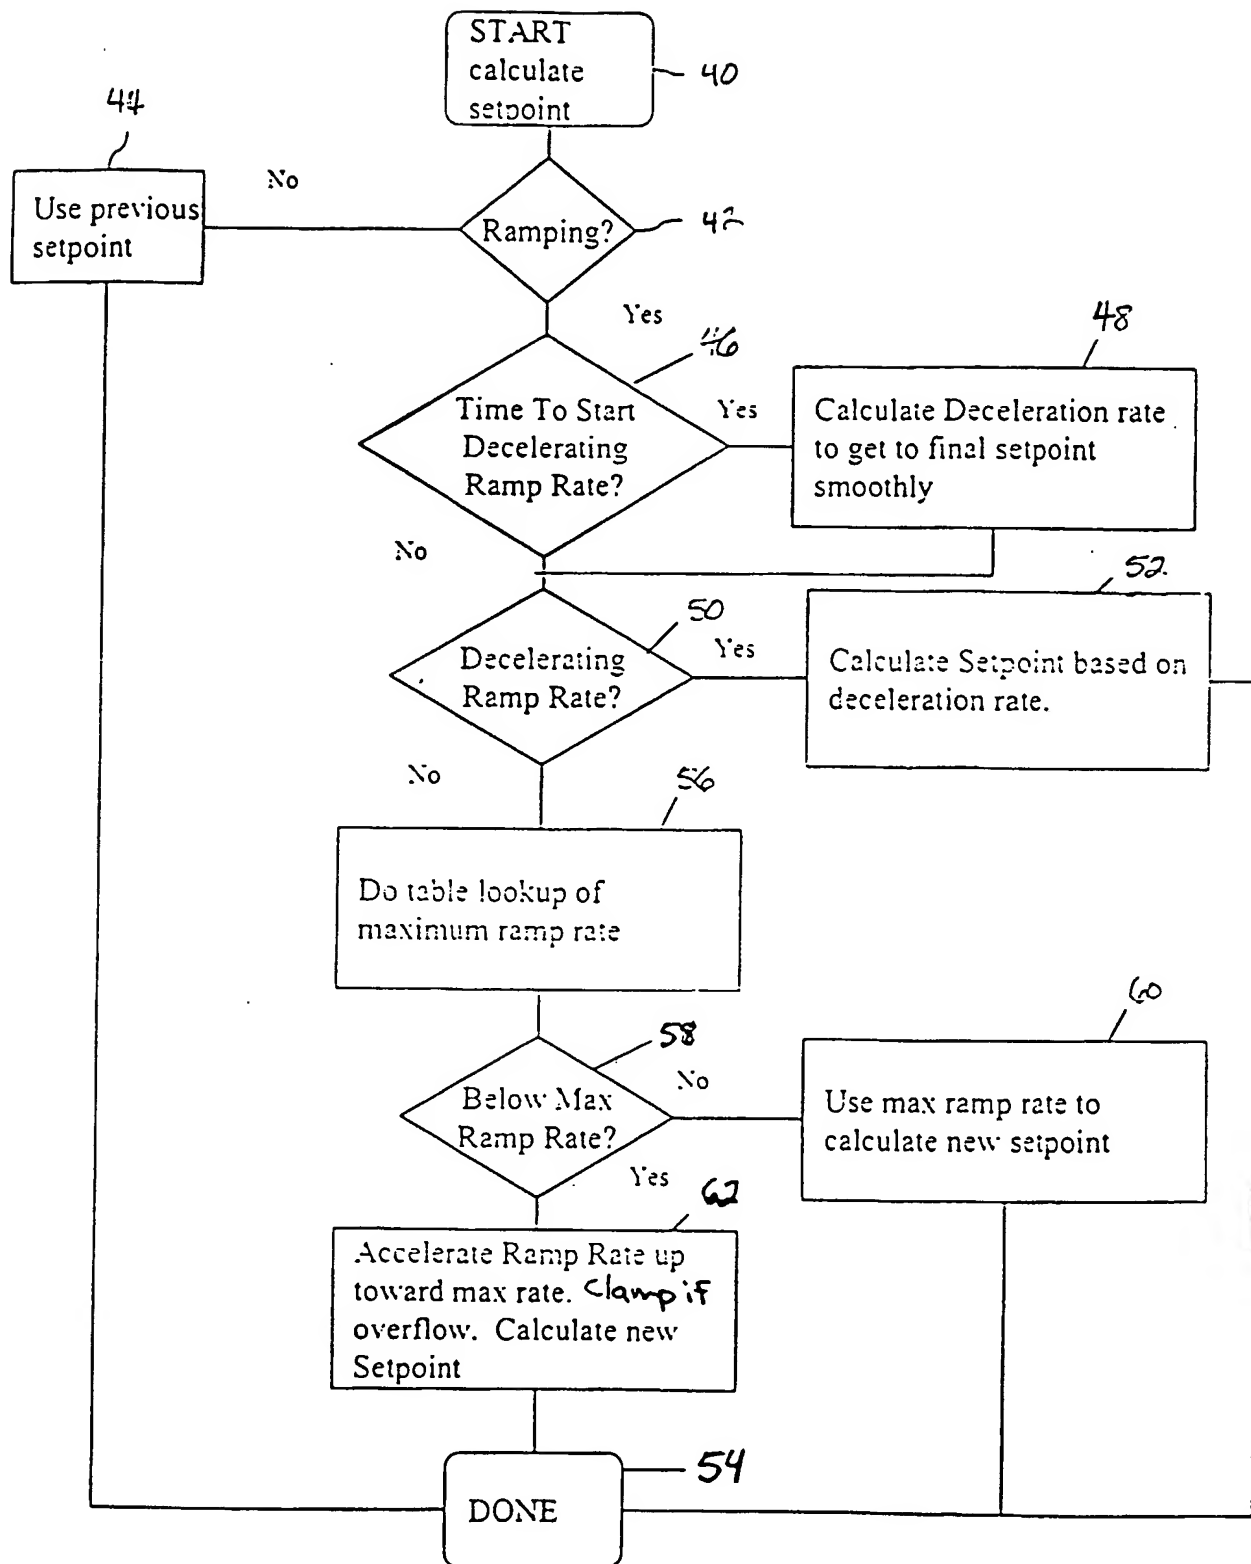 START
calculate
setpoint
40
44
No
Use previous
setpoint
Ramping?
42
Yes
46
48
Time To Start
Decelerating
Ramp Rate?
Yes
Calculate Deceleration rate
to get to final setpoint
smoothly
No
52
50
Decelerating
Ramp Rate?
Yes
Calculate Setpoint based on
deceleration rate.
No
56
Do table lookup of
maximum ramp rate
60
58
Below Max
Ramp Rate?
No
Use max ramp rate to
calculate new setpoint
Yes
62
Accelerate Ramp Rate up
toward max rate. Clamp if
overflow. Calculate new
Setpoint
54
DONE